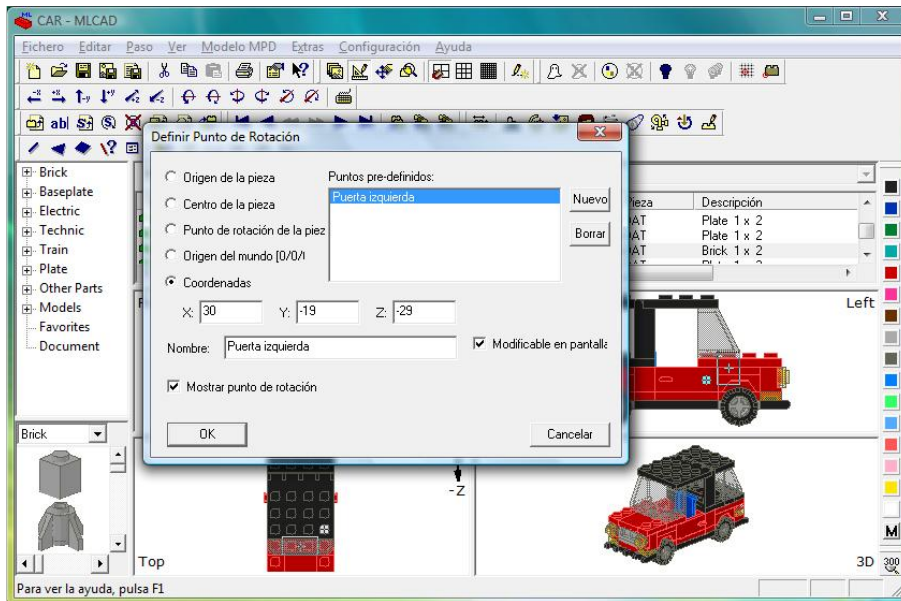 CAR - MLCAD
Fichero Editar Paso Ver Modelo MPD Extras Configuración Ayuda
abl
Definir Punto de Rotación
Brick
Baseplate
Electric
Technic
Train
Plate
Other Parts
Models
Favorites
Document
Origen de la pieza
Centro de la pieza
Punto de rotación de la piez
Origen del mundo [0/0/
Coordenadas
Puntos pre-definidos:
Puerta izquierda
Nuevo
Borrar
X: 30 Y: -19 Z: -29
Nombre: Puerta izquierda
Modificable en pantalla
Mostrar punto de rotación
OK
Cancelar
ieza Descripción
AT Plate 1 x 2
AT Plate 1 x 2
AT Brick 1 x 2
Left
Brick
-Z
Top
3D
M
300
Para ver la ayuda, pulsa F1